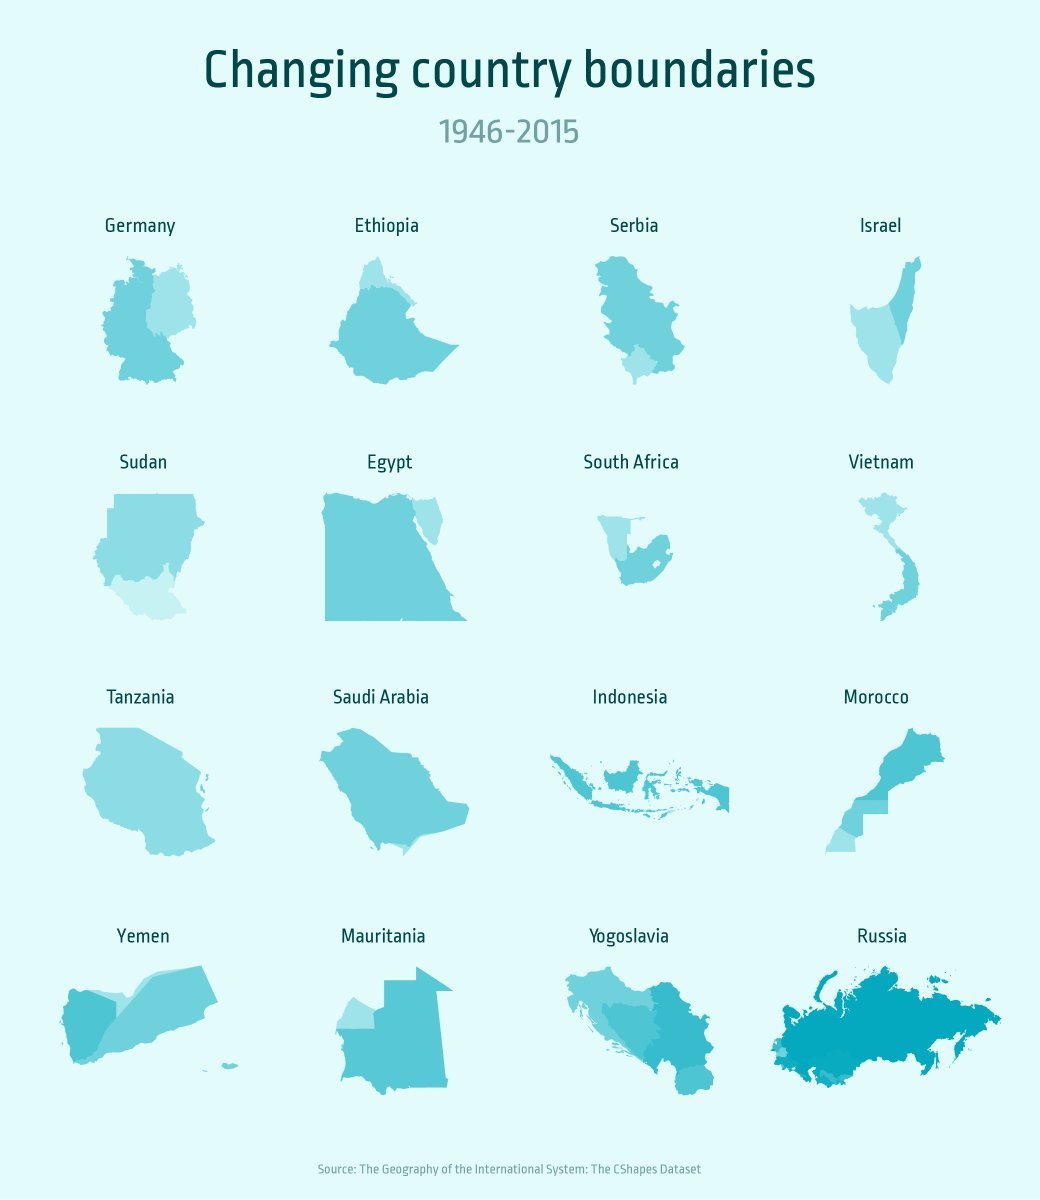 Changing country boundaries
1946-2015
Germany
Ethiopia
Serbia
Israel
Sudan
Egypt
South Africa
Vietnam
Tanzania
Saudi Arabia
Indonesia
Morocco
Yemen
Mauritania
Yogoslavia
Russia
Source: The Geography of the International System: The CShapes Dataset